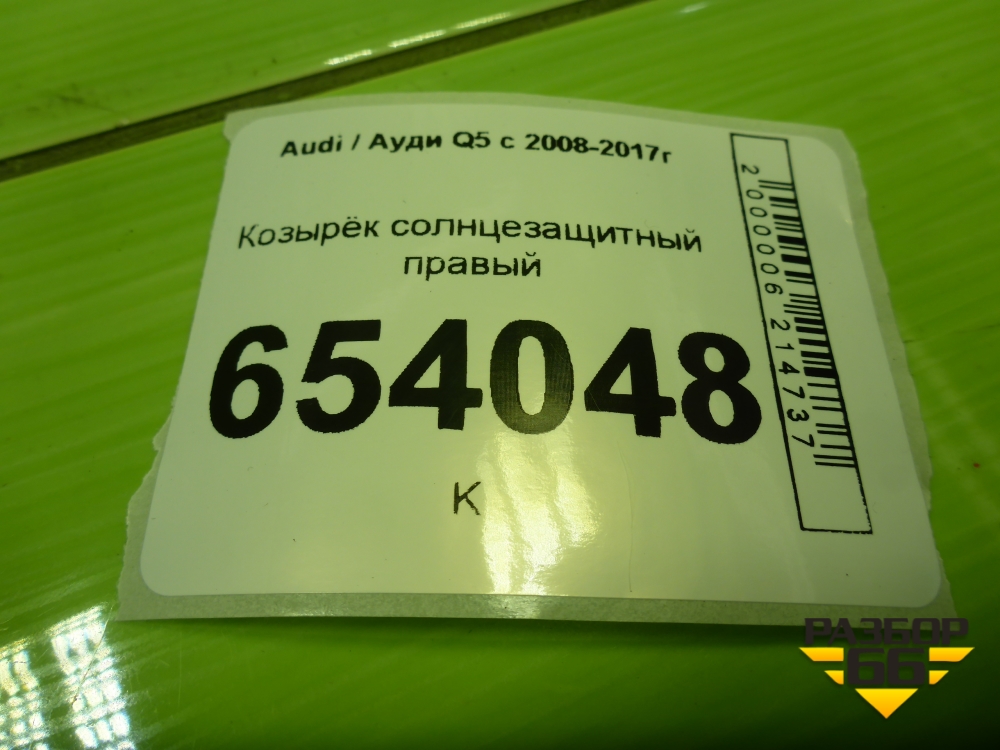 Audi / Ауди Q5 с 2008-2017г
Козырёк солнцезащитный
правый
654048
К
2000006214737
РАЗБОР
66